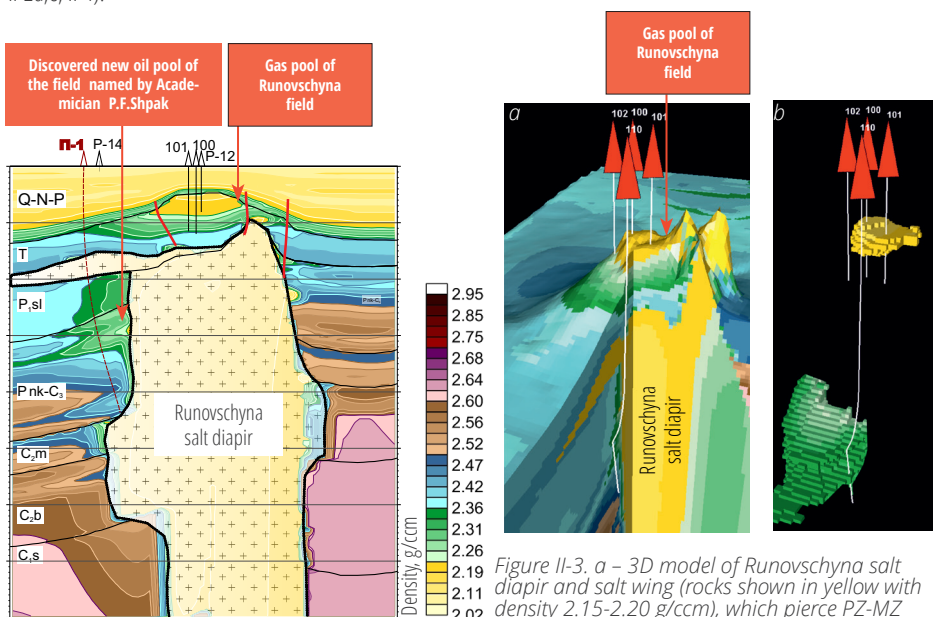 Discovered new oil pool of
the field named by Acade-
mician P.F.Shpak
Gas pool of
Runovschyna
field
П-1 P-14
101 100
P-12
Q-N-P
T
P₁sl
P nk-C₃
C₂m
C₂b
C₁s
Runovschyna
salt diapir
2.95
2.85
2.75
2.68
2.64
2.60
2.56
2.52
2.47
2.42
2.36
2.31
2.26
2.19
2.11
2.02
Density, g/ccm
Gas pool of
Runovschyna
field
a
102 100
110 101
Runovschyna
salt diapir
b
102 100
110 101
Figure II-3. a – 3D model of Runovschyna salt
diapir and salt wing (rocks shown in yellow with
density 2.15-2.20 g/ccm), which pierce PZ-MZ